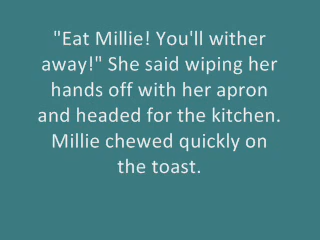 "Eat Millie! You'll wither
away!" She said wiping her
hands off with her apron
and headed for the kitchen.
Millie chewed quickly on
the toast.